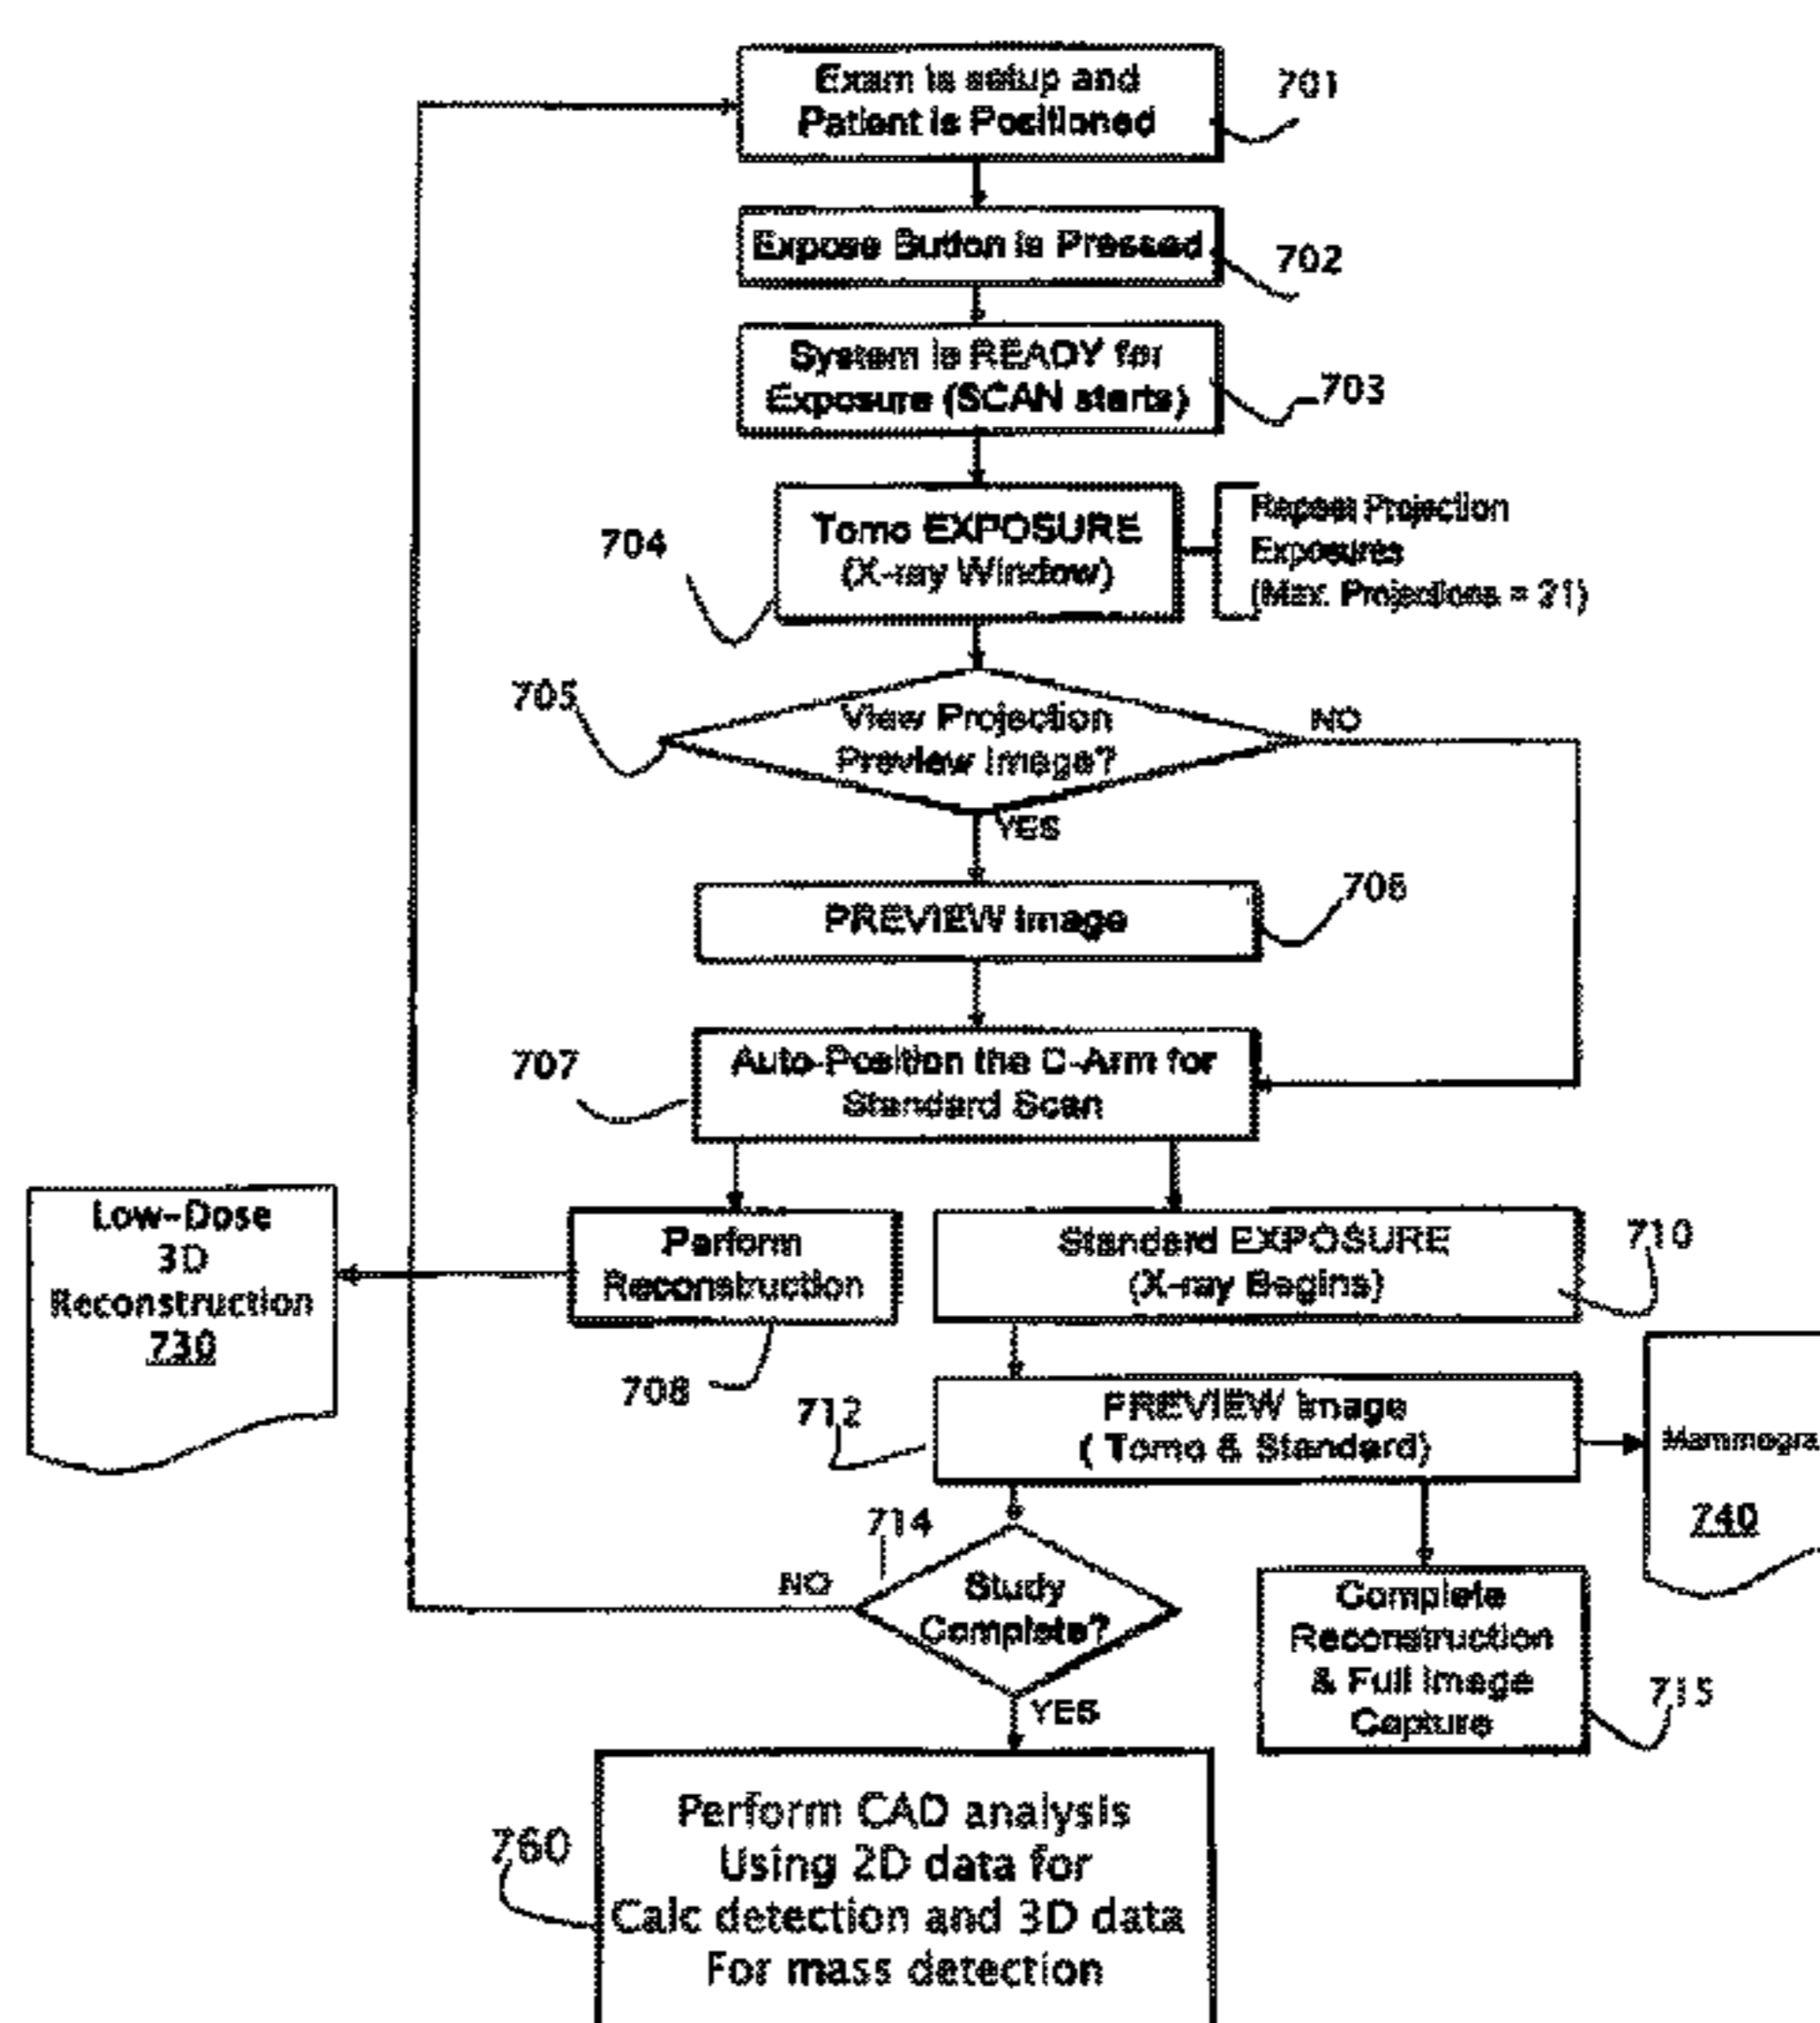 Exam is setup and
Patient is Positioned
701
Expose Button is Pressed
702
System is READY for
Exposure (SCAN starts)
703
704
Tomo EXPOSURE
(X-ray Window)
Repeat Projection
Exposures
(Max. Projections = 21)
705
View Projection
Preview Image?
NO
YES
PREVIEW Image
706
707
Auto-Position the C-Arm for
Standard Scan
Low-Dose
3D
Reconstruction
730
Perform
Reconstruction
708
Standard EXPOSURE
(X-ray Begins)
710
712
PREVIEW Image
( Tomo & Standard)
Mammogra
740
714
NO
Study
Complete?
YES
Complete
Reconstruction
& Full Image
Capture
715
760
Perform CAD analysis
Using 2D data for
Calc detection and 3D data
For mass detection